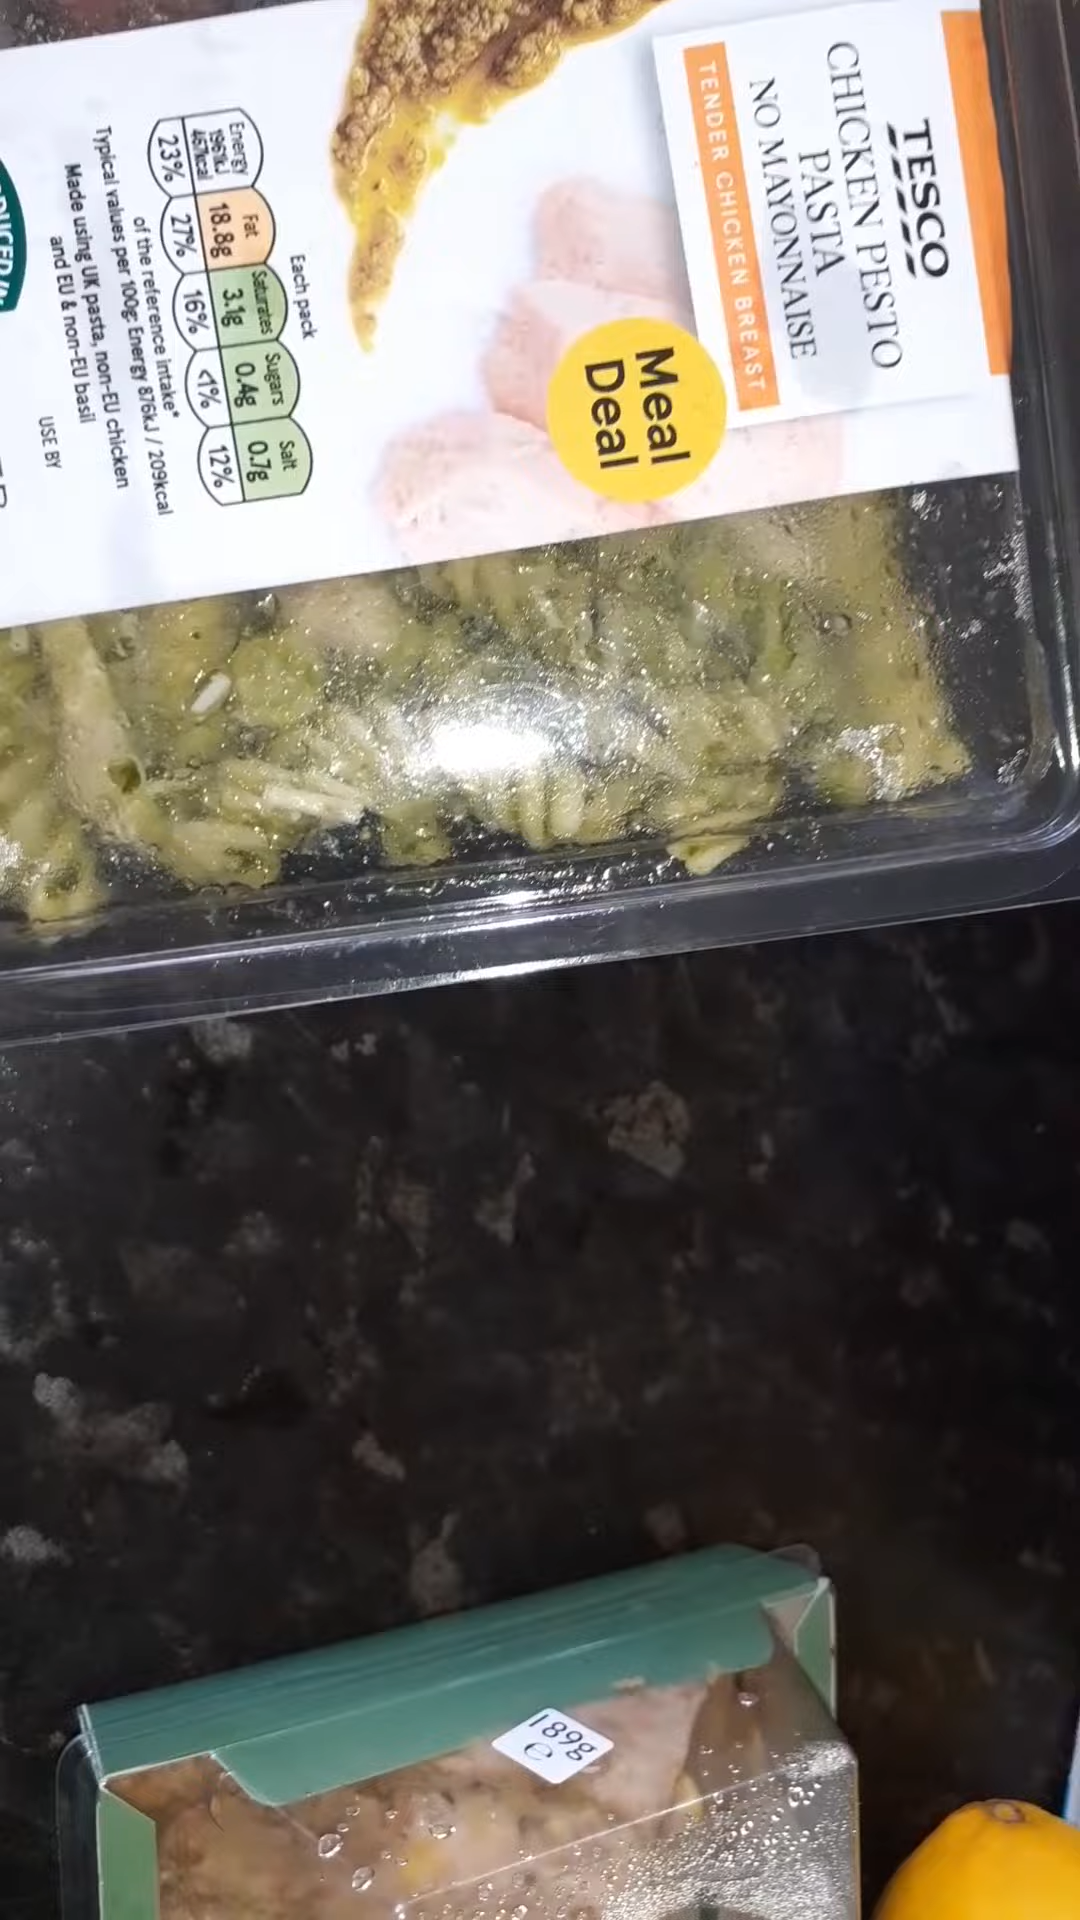 TESCO
CHICKEN PESTO
PASTA
NO MAYONNAISE
TENDER CHICKEN BREAST
Meal
Deal
Each pack
Energy
1961kJ
467kcal
23%
Fat
18.8g
27%
Saturates
3.1g
16%
Sugars
0.4g
<1%
Salt
0.7g
12%
of the reference intake*
Typical values per 100g: Energy 876kJ / 209kcal
Made using UK pasta, non-EU chicken
and EU & non-EU basil
USE BY
189g
e